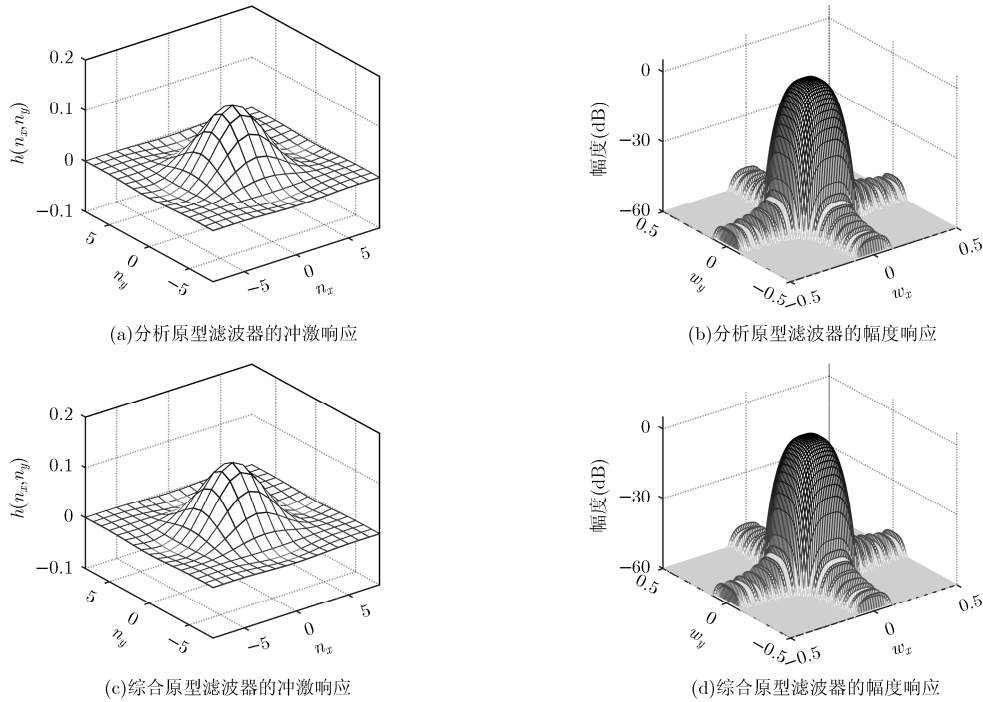 0.2
0.1
0
−0.1
h(n_x,n_y)
5
0
−5
n_y
−5
0
5
n_x
(a)分析原型滤波器的冲激响应
0
−30
−60
幅度(dB)
0.5
0
−0.5
w_y
−0.5
0
0.5
w_x
(b)分析原型滤波器的幅度响应
0.2
0.1
0
−0.1
h(n_x,n_y)
5
0
−5
n_y
−5
0
5
n_x
(c)综合原型滤波器的冲激响应
0
−30
−60
幅度(dB)
0.5
0
−0.5
w_y
−0.5
0
0.5
w_x
(d)综合原型滤波器的幅度响应